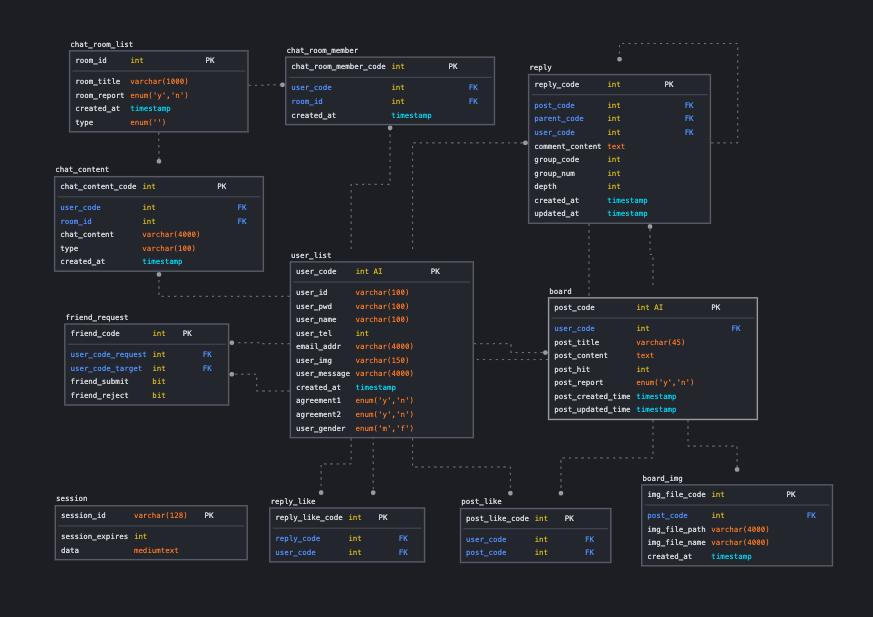 chat_room_list
room_id int PK
room_title varchar(1000)
room_report enum('y','n')
created_at timestamp
type enum('')
chat_room_member
chat_room_member_code int PK
user_code int FK
room_id int FK
created_at timestamp
reply
reply_code int PK
post_code int FK
parent_code int FK
user_code int FK
comment_content text
group_code int
group_num int
depth int
created_at timestamp
updated_at timestamp
chat_content
chat_content_code int PK
user_code int FK
room_id int FK
chat_content varchar(4000)
type varchar(100)
created_at timestamp
user_list
user_code int AI PK
user_id varchar(100)
user_pwd varchar(100)
user_name varchar(100)
user_tel int
email_addr varchar(4000)
user_img varchar(150)
user_message varchar(4000)
created_at timestamp
agreement1 enum('y','n')
agreement2 enum('y','n')
user_gender enum('m','f')
board
post_code int AI PK
user_code int FK
post_title varchar(45)
post_content text
post_hit int
post_report enum('y','n')
post_created_time timestamp
post_updated_time timestamp
friend_request
friend_code int PK
user_code_request int FK
user_code_target int FK
friend_submit bit
friend_reject bit
session
session_id varchar(128) PK
session_expires int
data mediumtext
reply_like
reply_like_code int PK
reply_code int FK
user_code int FK
post_like
post_like_code int PK
user_code int FK
post_code int FK
board_img
img_file_code int PK
post_code int FK
img_file_path varchar(4000)
img_file_name varchar(4000)
created_at timestamp